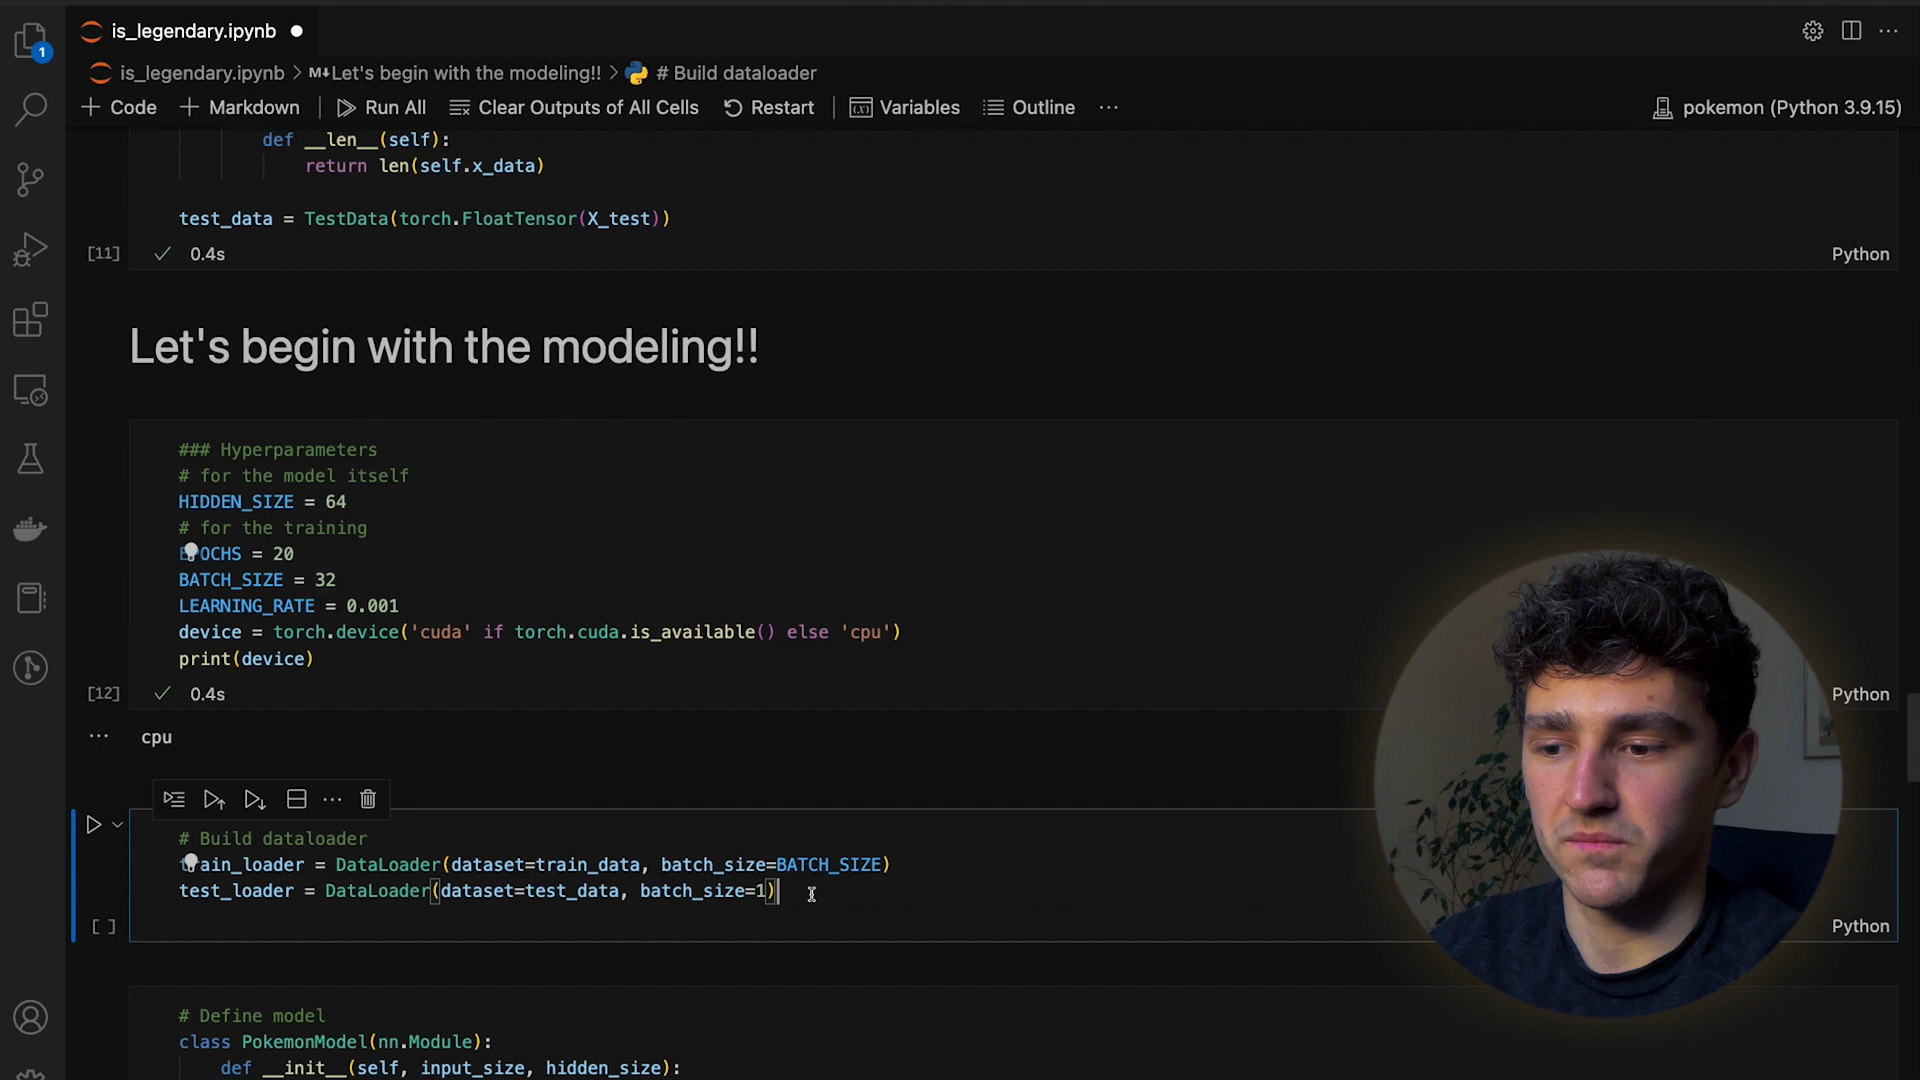 is_legendary.ipynb
1
is_legendary.ipynb > M↓Let's begin with the modeling!! > # Build dataloader
+ Code + Markdown | Run All Clear Outputs of All Cells Restart | Variables Outline ··· pokemon (Python 3.9.15)
def __len__(self):
return len(self.x_data)
test_data = TestData(torch.FloatTensor(X_test))
[11] ✓ 0.4s Python
Let's begin with the modeling!!
### Hyperparameters
# for the model itself
HIDDEN_SIZE = 64
# for the training
EPOCHS = 20
BATCH_SIZE = 32
LEARNING_RATE = 0.001
device = torch.device('cuda' if torch.cuda.is_available() else 'cpu')
print(device)
[12] ✓ 0.4s Python
··· cpu
# Build dataloader
train_loader = DataLoader(dataset=train_data, batch_size=BATCH_SIZE)
test_loader = DataLoader(dataset=test_data, batch_size=1)
[ ] Python
# Define model
class PokemonModel(nn.Module):
def __init__(self, input_size, hidden_size):